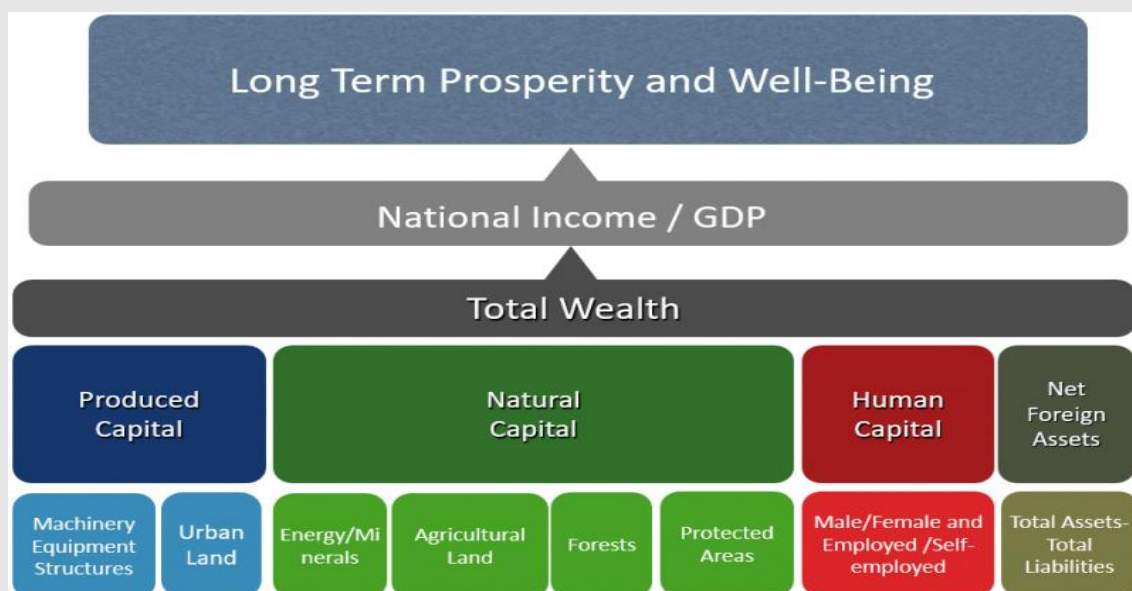 Long Term Prosperity and Well-Being
National Income / GDP
Total Wealth
Produced
Capital
Natural
Capital
Human
Capital
Net
Foreign
Assets
Machinery
Equipment
Structures
Urban
Land
Energy/Mi
nerals
Agricultural
Land
Forests
Protected
Areas
Male/Female and
Employed /Self-
employed
Total Assets-
Total
Liabilities